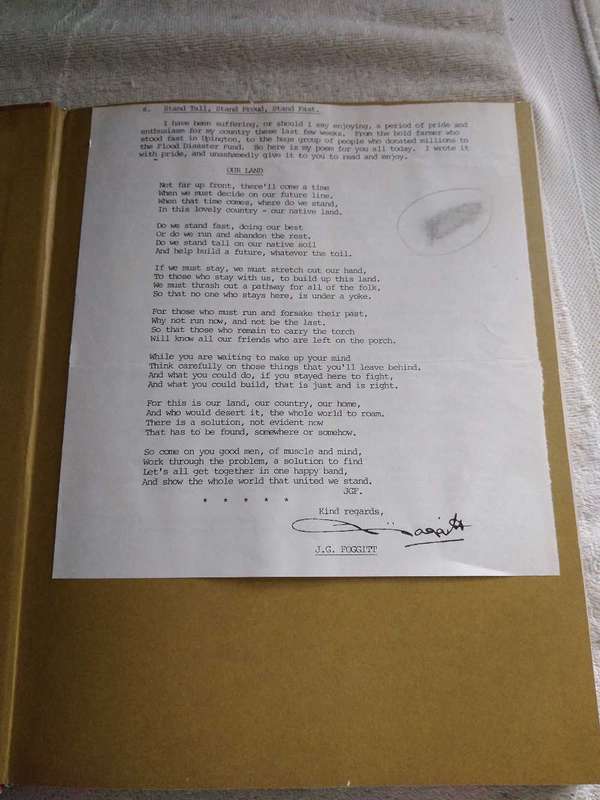 6. Stand Tall, Stand Proud, Stand Fast.
I have been suffering, or should I say enjoying, a period of pride and
enthusiasm for my country these last few weeks. From the bold farmer who
stood fast in Upington, to the huge group of people who donated millions to
the Flood Disaster Fund. So here is my poem for you all today. I wrote it
with pride, and unashamedly give it to you to read and enjoy.
OUR LAND
Not far up front, there'll come a time
When we must decide on our future line,
When that time comes, where do we stand,
In this lovely country - our native land.
Do we stand fast, doing our best
Or do we run and abandon the rest.
Do we stand tall on our native soil
And help build a future, whatever the toil.
If we must stay, we must stretch out our hand,
To those who stay with us, to build up this land.
We must thrash out a pathway for all of the folk,
So that no one who stays here, is under a yoke.
For those who must run and forsake their past,
Why not run now, and not be the last.
So that those who remain to carry the torch
Will know all our friends who are left on the porch.
While you are waiting to make up your mind
Think carefully on those things that you'll leave behind.
And what you could do, if you stayed here to fight,
And what you could build, that is just and is right.
For this is our land, our country, our home,
And who would desert it, the whole world to roam.
There is a solution, not evident now
That has to be found, somewhere or somehow.
So come on you good men, of muscle and mind,
Work through the problem, a solution to find
Let's all get together in one happy band,
And show the whole world that united we stand.
JGF.
* * * * *
Kind regards,
J.G. FOGGITT